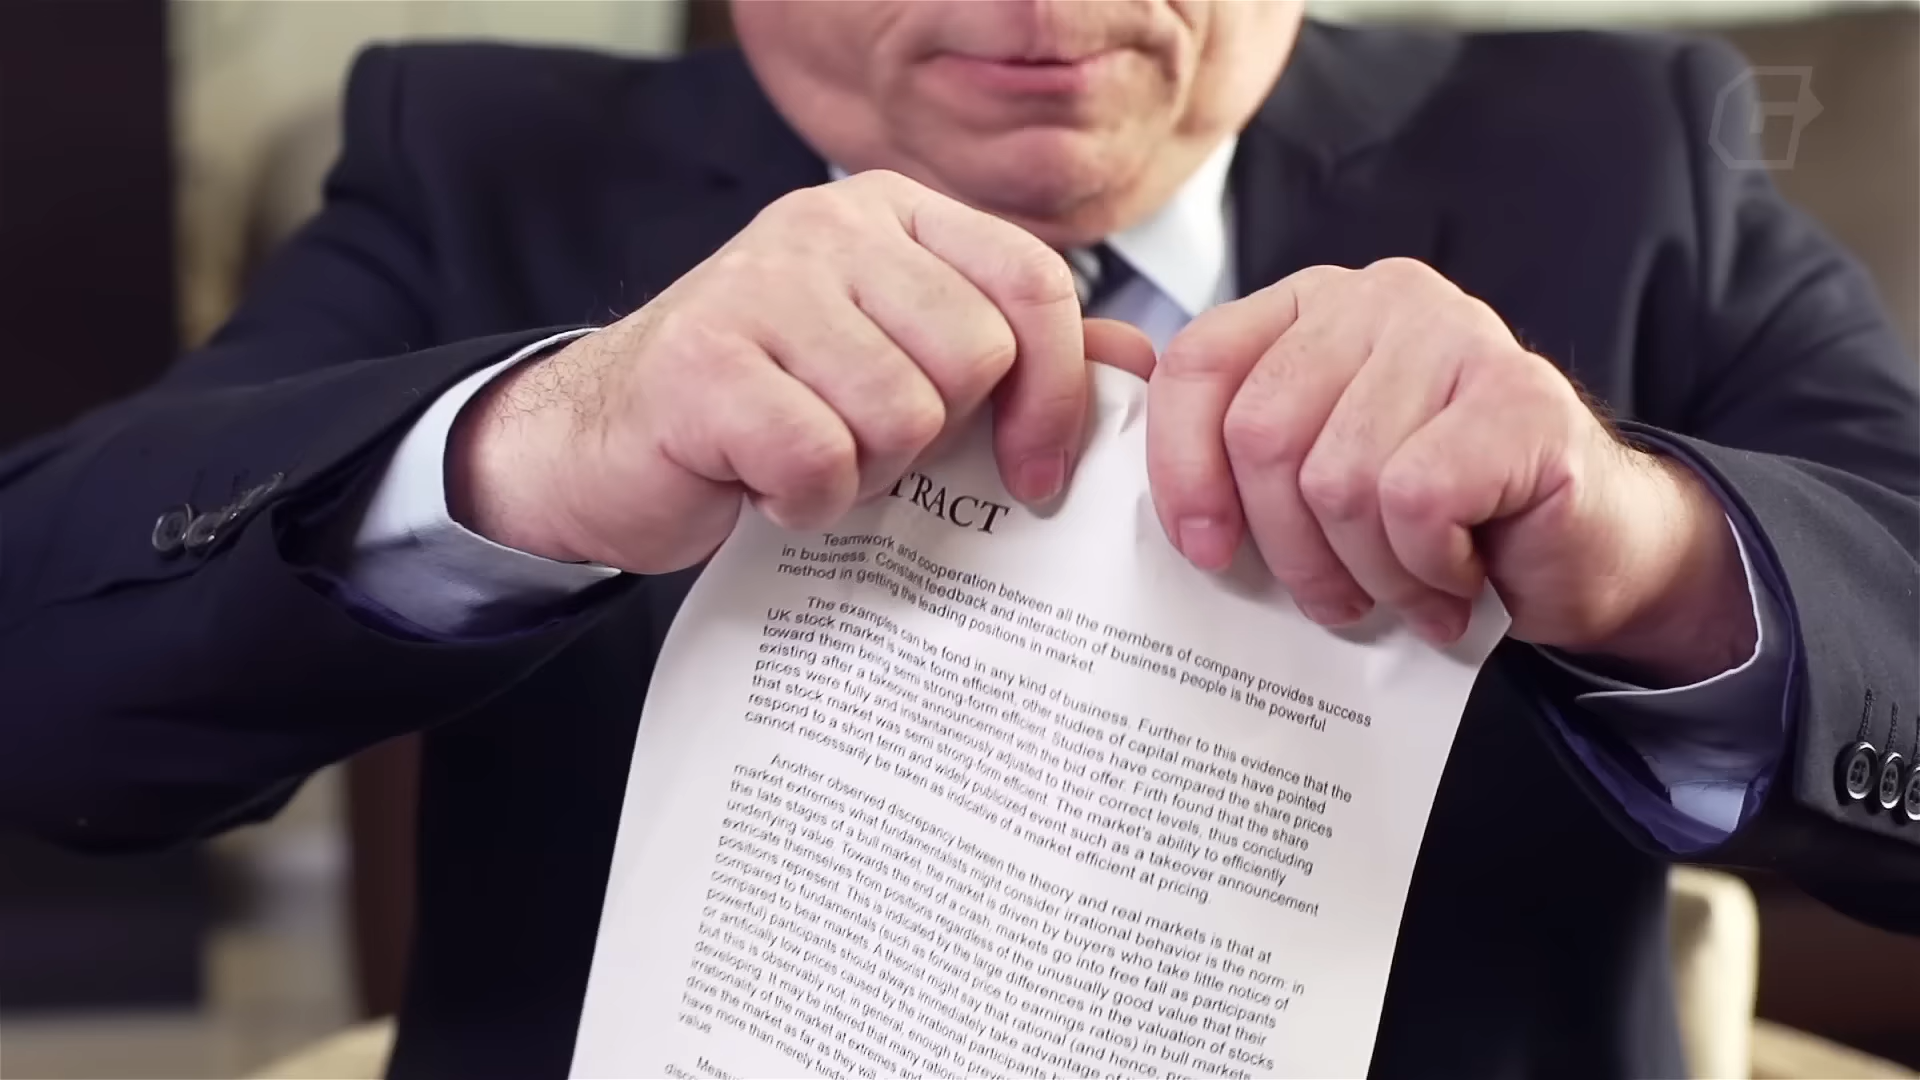 TRACT
Teamwork and cooperation between all the members of company provides success
in business. Constant feedback and interaction of business people is the powerful
method in getting the leading positions in market.
The examples can be fond in any kind of business. Further to this evidence that the
UK stock market is weak form efficient, other studies of capital markets have pointed
toward them being semi strong-form efficient. Studies have compared the share prices
existing after a takeover announcement with the bid offer. Firth found that the share
prices were fully and instantaneously adjusted to their correct levels, thus concluding
that stock market was semi strong-form efficient. The market's ability to efficiently
respond to a short term and widely publicized event such as a takeover announcement
cannot necessarily be taken as indicative of a market efficient at pricing.
Another observed discrepancy between the theory and real markets is that at
market extremes what fundamentalists might consider irrational behavior is the norm: in
the late stages of a bull market, the market is driven by buyers who take little notice of
underlying value. Towards the end of a crash, markets go into free fall as participants
extricate themselves from positions regardless of the unusually good value that their
positions represent. This is indicated by the large differences in the valuation of stocks
compared to fundamentals (such as forward price to earnings ratios) in bull markets
compared to bear markets. A theorist might say that rational (and hence,
powerful) participants should always immediately take advantage of
or artificially low prices caused by the irrational participants
but this is observably not, in general, enough to
developing. It may be inferred that many
irrationality of the market at extremes and
drive the market as far as they will
have more than merely
value.